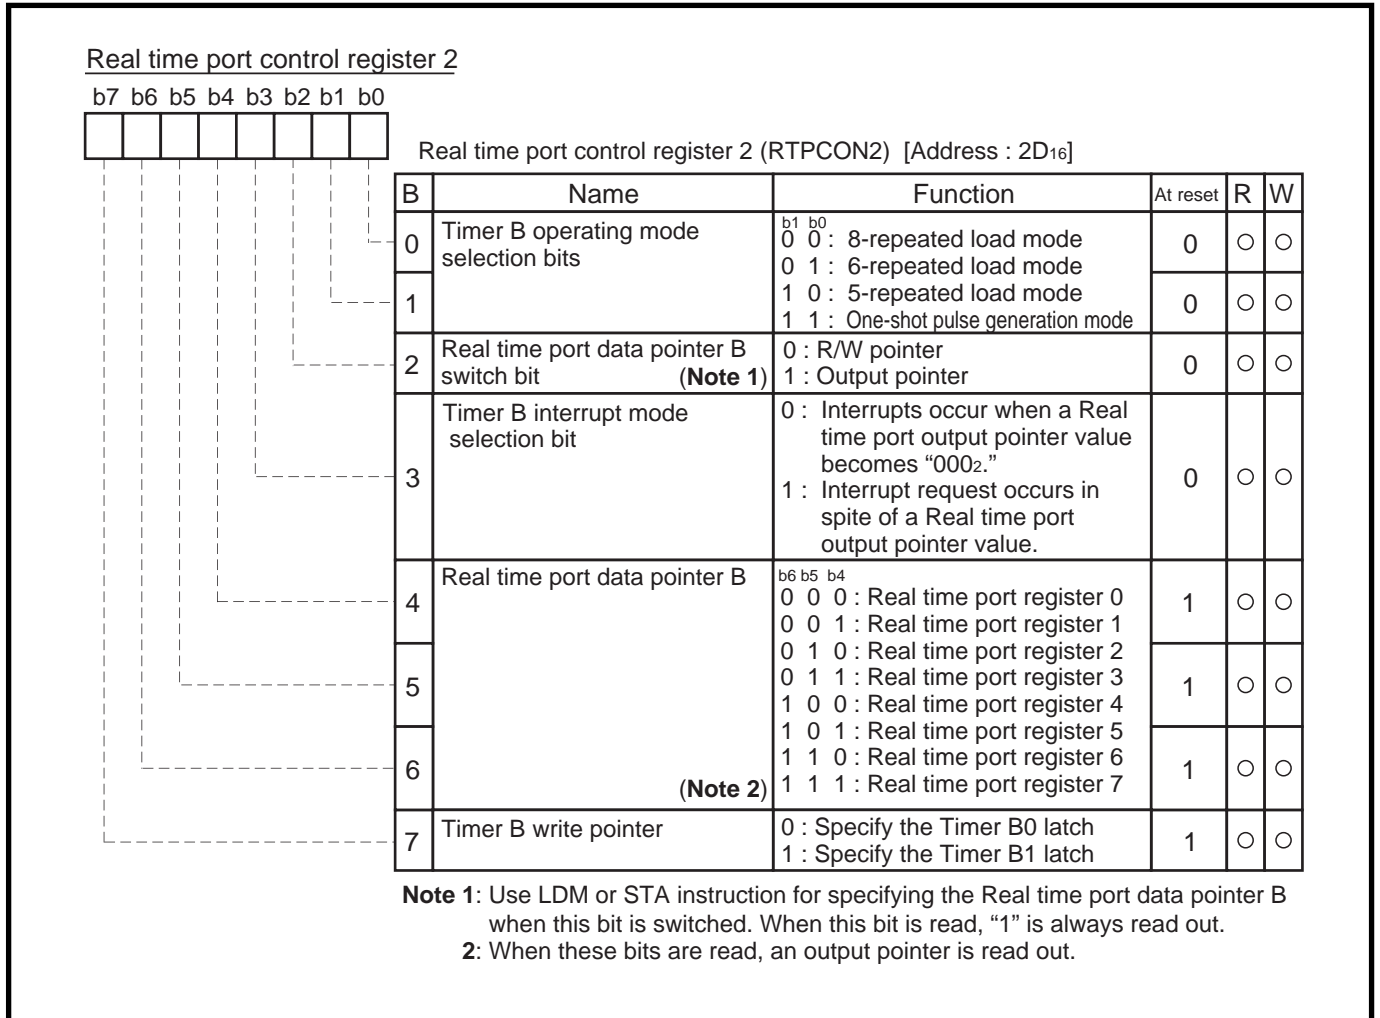 Real time port control register 2
b7 b6 b5 b4 b3 b2 b1 b0
Real time port control register 2 (RTPCON2) [Address : 2D16]
B Name Function At reset R W
0 Timer B operating mode selection bits
b1 b0
0 0 : 8-repeated load mode
0 1 : 6-repeated load mode
1 0 : 5-repeated load mode
1 1 : One-shot pulse generation mode
0 ○ ○
1 0 ○ ○
2 Real time port data pointer B
switch bit (Note 1)
0 : R/W pointer
1 : Output pointer
0 ○ ○
3 Timer B interrupt mode
selection bit
0 : Interrupts occur when a Real
time port output pointer value
becomes “0002.”
1 : Interrupt request occurs in
spite of a Real time port
output pointer value.
0 ○ ○
4 Real time port data pointer B
b6 b5 b4
0 0 0 : Real time port register 0
0 0 1 : Real time port register 1
0 1 0 : Real time port register 2
0 1 1 : Real time port register 3
1 0 0 : Real time port register 4
1 0 1 : Real time port register 5
1 1 0 : Real time port register 6
1 1 1 : Real time port register 7
1 ○ ○
5 1 ○ ○
6 (Note 2) 1 ○ ○
7 Timer B write pointer
0 : Specify the Timer B0 latch
1 : Specify the Timer B1 latch
1 ○ ○
Note 1: Use LDM or STA instruction for specifying the Real time port data pointer B
when this bit is switched. When this bit is read, “1” is always read out.
2: When these bits are read, an output pointer is read out.